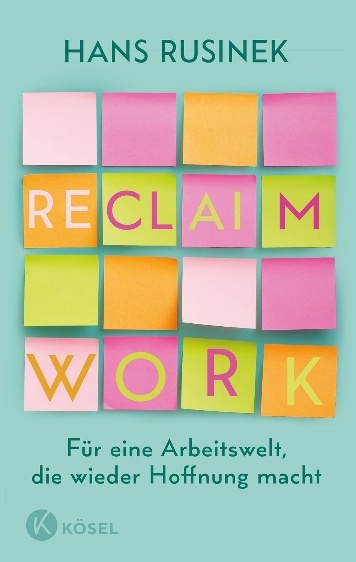 HANS RUSINEK
RECLAIM
WORK
Für eine Arbeitswelt,
die wieder Hoffnung macht
K KÖSEL